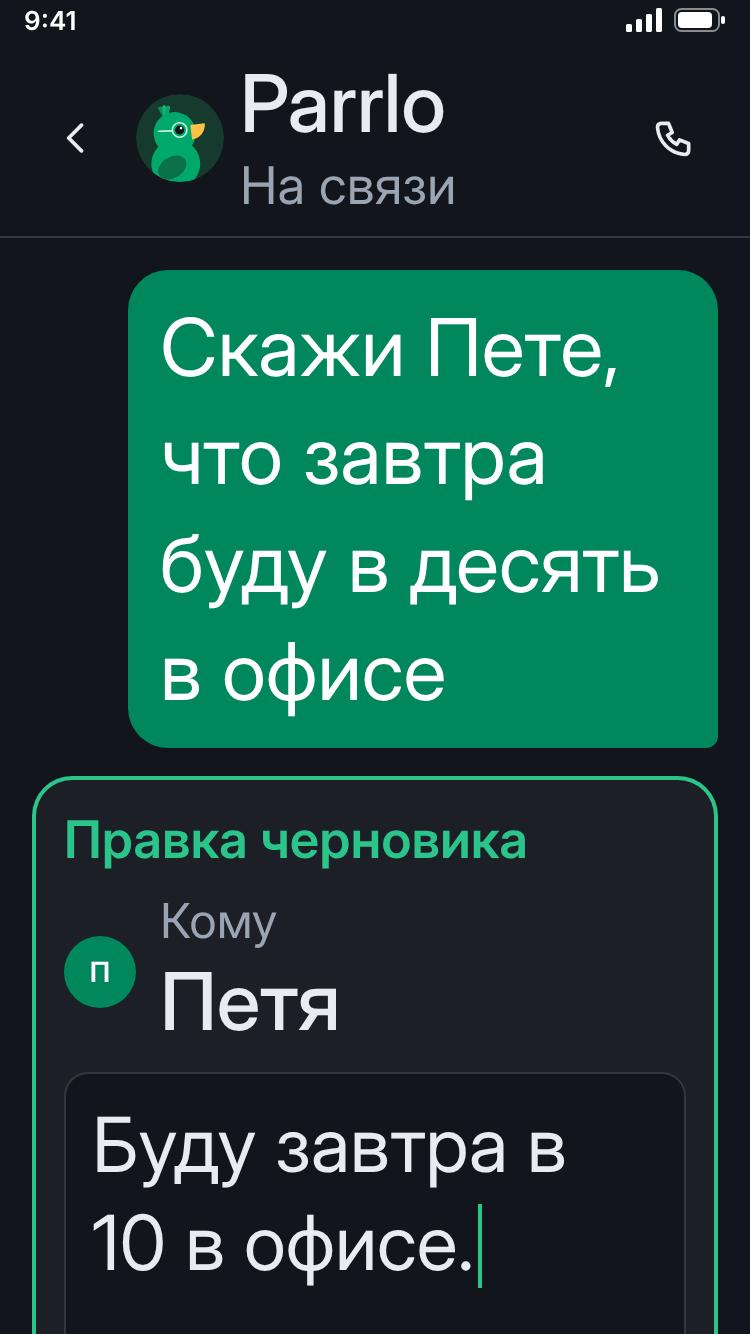 9:41
Parrlo
На связи
Скажи Пете,
что завтра
буду в десять
в офисе
Правка черновика
Кому
П
Петя
Буду завтра в
10 в офисе.